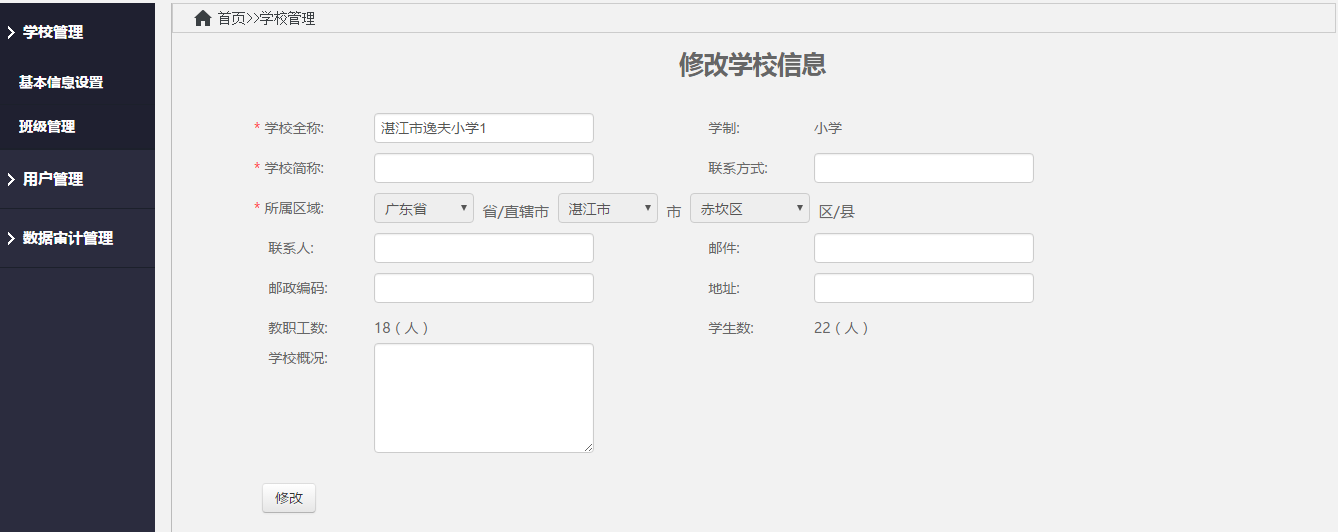 学校管理
基本信息设置
班级管理
用户管理
数据审计管理
首页>>学校管理
修改学校信息
* 学校全称: 湛江市逸夫小学1 学制: 小学
* 学校简称: 联系方式:
* 所属区域: 广东省 省/直辖市 湛江市 市 赤坎区 区/县
联系人: 邮件:
邮政编码: 地址:
教职工数: 18 ( 人 ) 学生数: 22 ( 人 )
学校概况:
修改